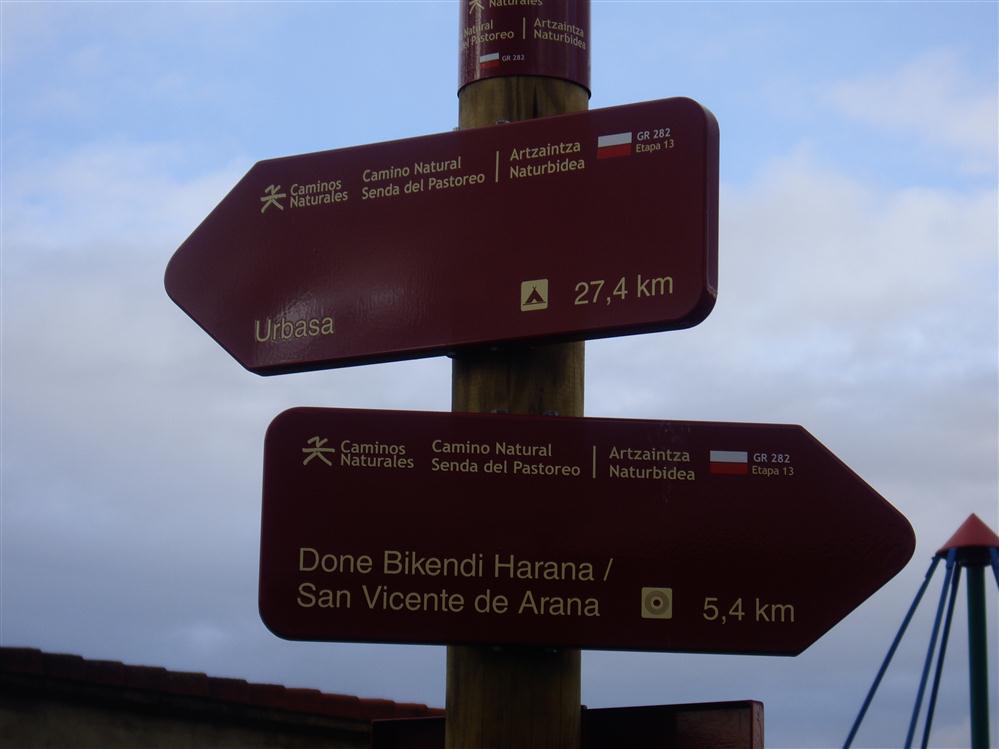 Naturales
Natural
del Pastoreo
Artzaintza
Naturbidea
GR 282
Caminos
Naturales
Camino Natural
Senda del Pastoreo
Artzaintza
Naturbidea
GR 282
Etapa 13
Urbasa
27,4 km
Caminos
Naturales
Camino Natural
Senda del Pastoreo
Artzaintza
Naturbidea
GR 282
Etapa 13
Done Bikendi Harana /
San Vicente de Arana
5,4 km